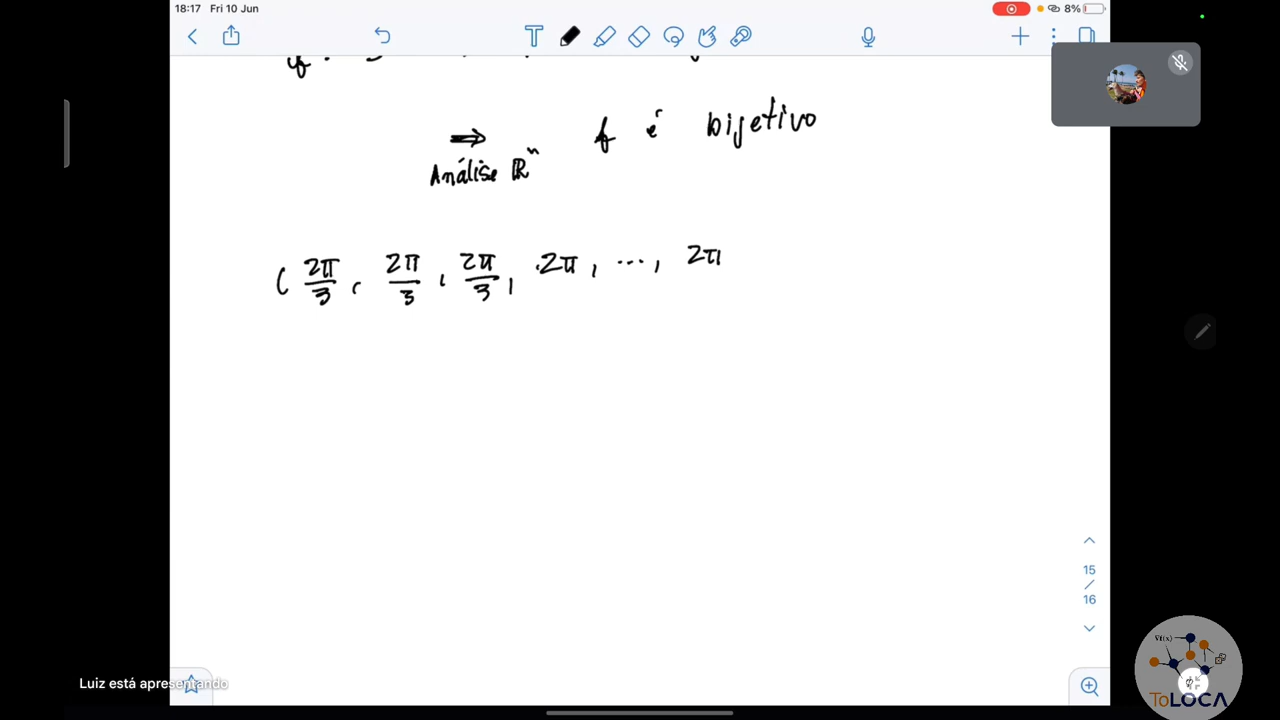 18:17 Fri 10 Jun 8%
⇒ f é bijetivo
Análise ℝⁿ
( 2π/3, 2π/3, 2π/3, 2π, ..., 2π
15
/
16
∇f(x)
Luiz está apresentando
ToLOCA